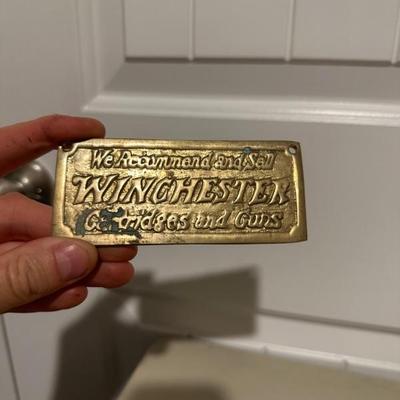 We Recommend and Sell
WINCHESTER
Cartridges and Guns